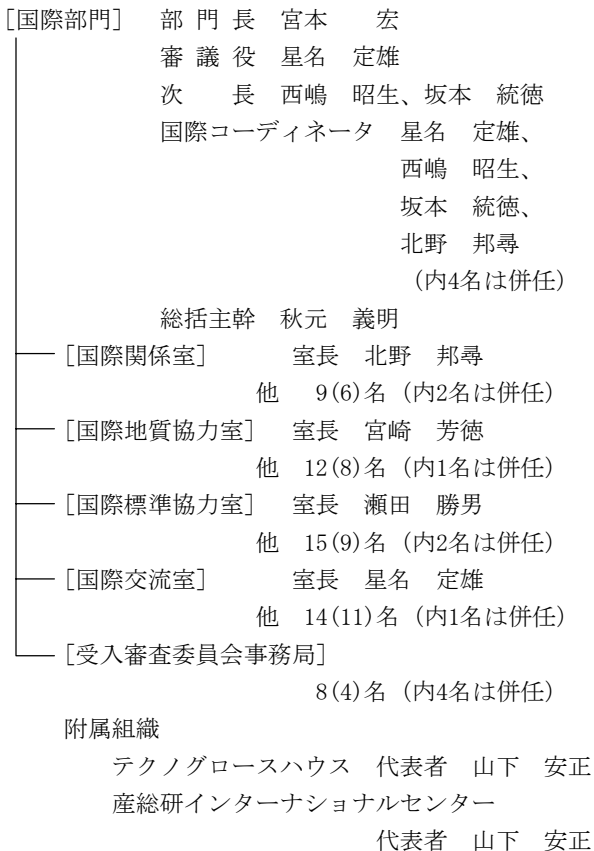 [国際部門]　部 門 長　宮本　　宏
審 議 役　星名　定雄
次　　長　西嶋　昭生、坂本　統徳
国際コーディネータ　星名　定雄、
西嶋　昭生、
坂本　統徳、
北野　邦尋
(内4名は併任)
総括主幹　秋元　義明
[国際関係室]　　　室長　北野　邦尋
他　 9(6)名 (内2名は併任)
[国際地質協力室]　室長　宮崎　芳徳
他　12(8)名 (内1名は併任)
[国際標準協力室]　室長　瀬田　勝男
他　15(9)名 (内2名は併任)
[国際交流室]　　　室長　星名　定雄
他　14(11)名 (内1名は併任)
[受入審査委員会事務局]
8(4)名 (内4名は併任)
附属組織
テクノグロースハウス　代表者　山下　安正
産総研インターナショナルセンター
代表者　山下　安正